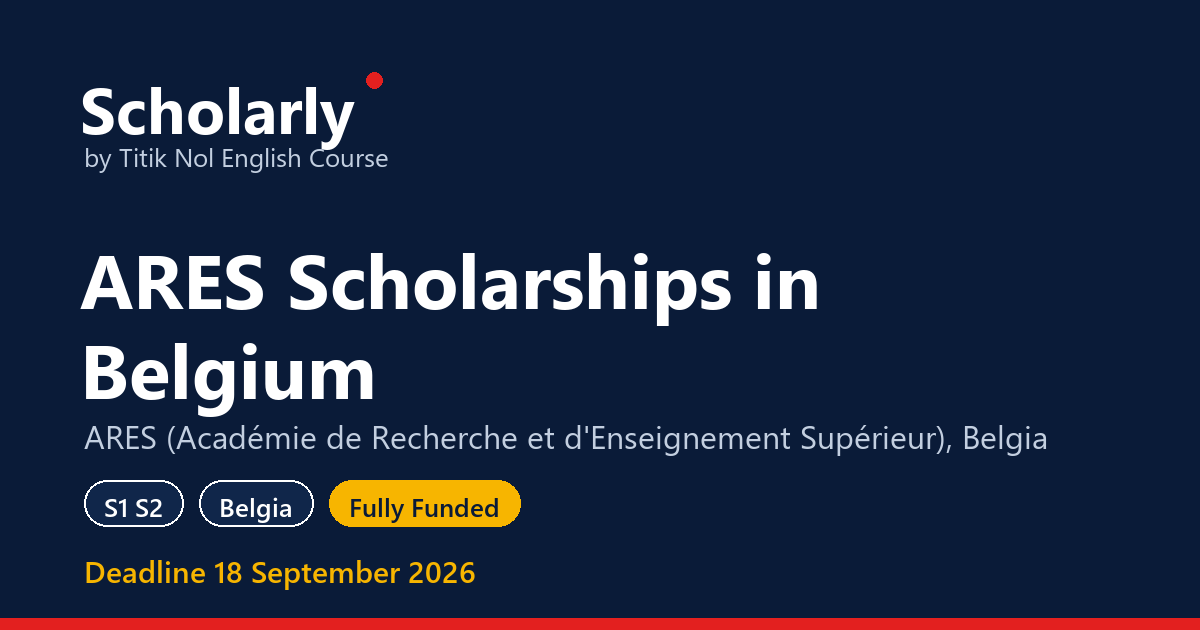 Scholarly
by Titik Nol English Course
ARES Scholarships in
Belgium
ARES (Académie de Recherche et d'Enseignement Supérieur), Belgia
S1 S2
Belgia
Fully Funded
Deadline 18 September 2026